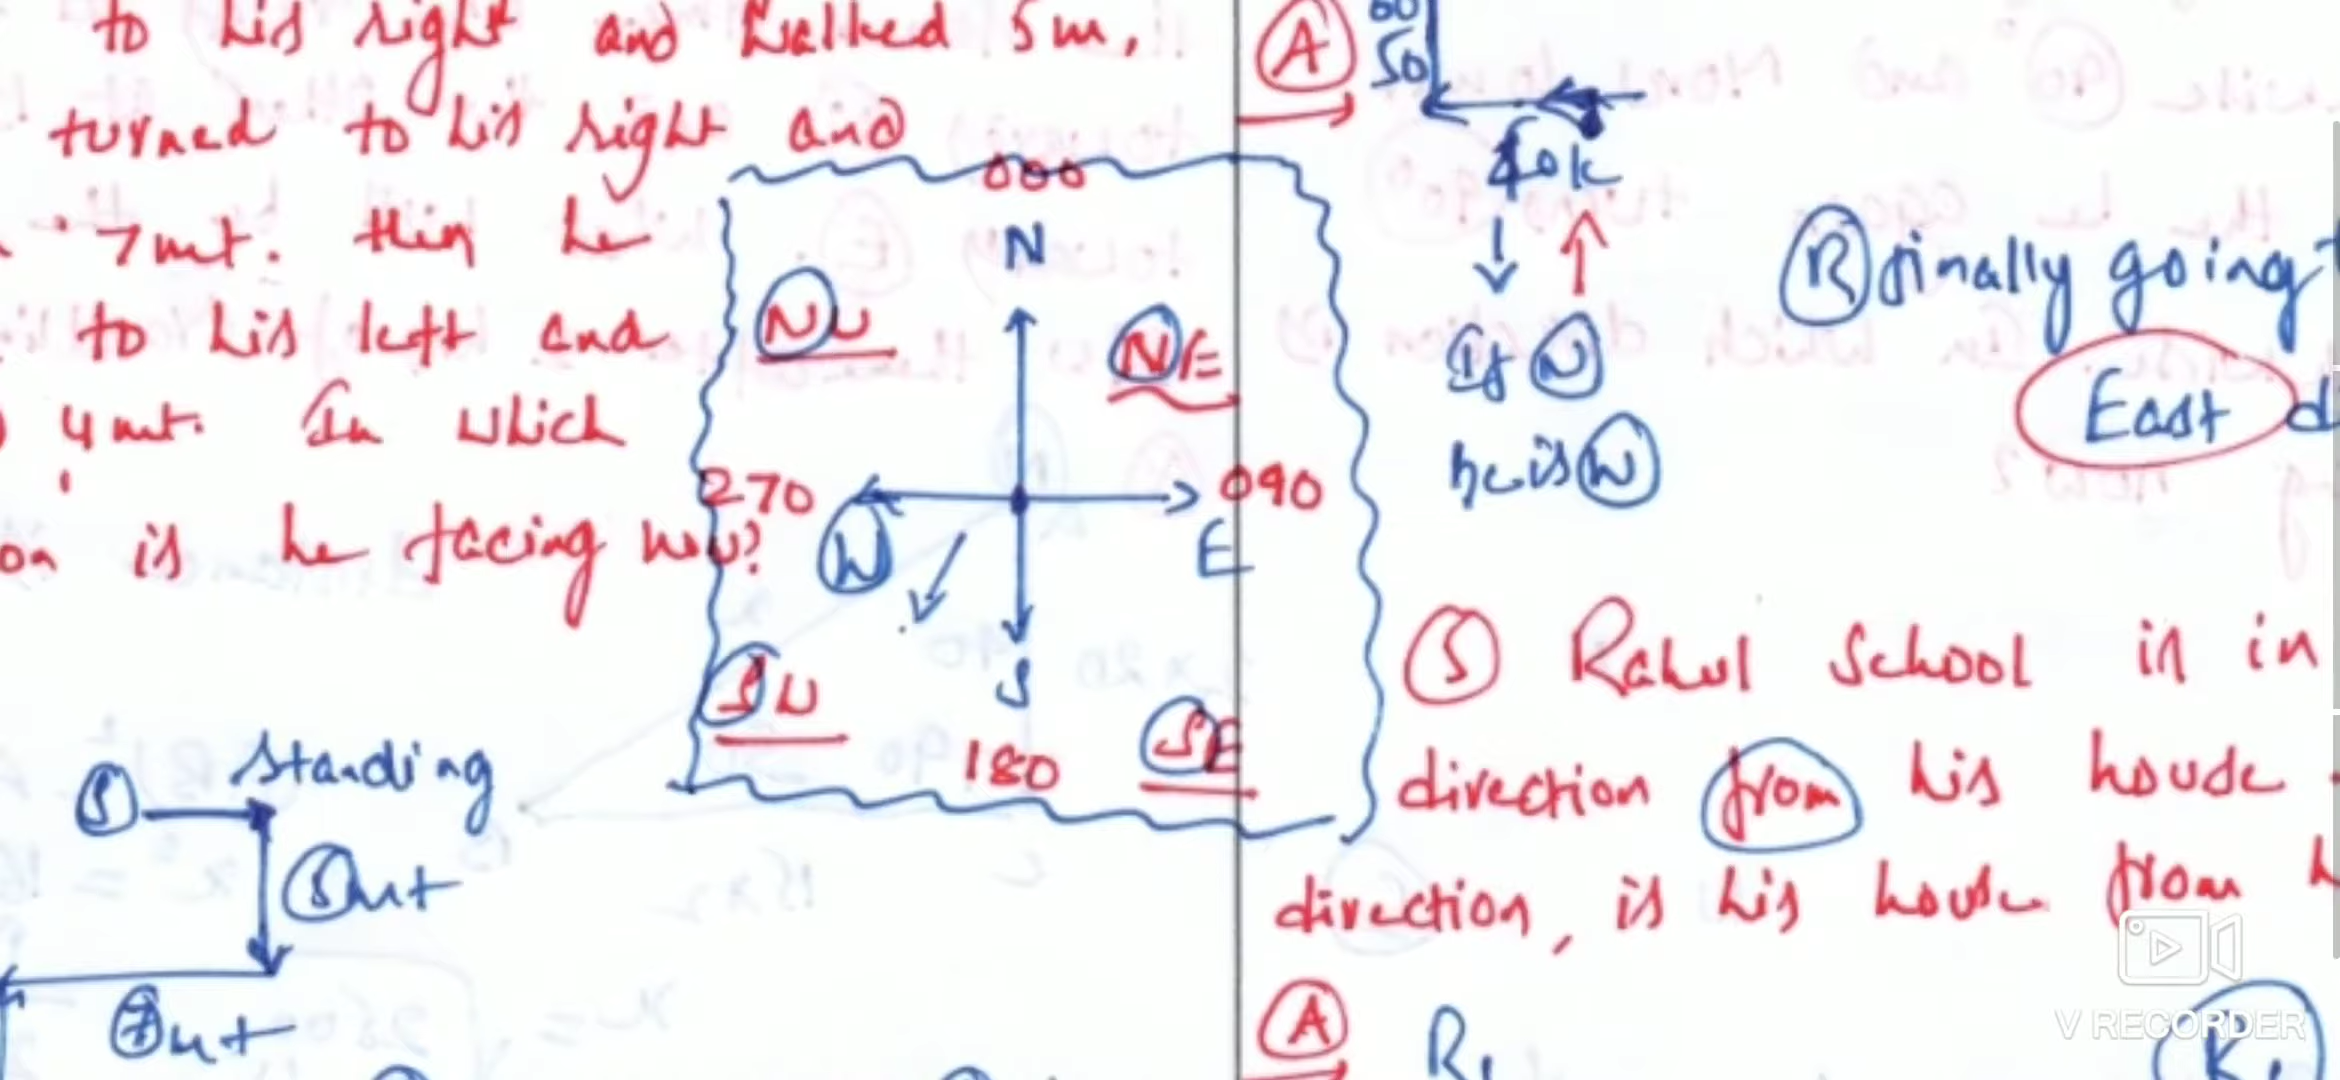 to his right and walked 5m,
turned to his right and
7mt. then he
to his left and
4mt. In which
on is he facing now?
000
N
NW
NE
270
090
W
E
SW
S
SE
180
S standing
5mt
7mt
A
50
40k
If N
he is W
R finally going
East d
5 Rahul School is in
direction from his house
direction, is his house from h
A
R,
R,
V RECORDER